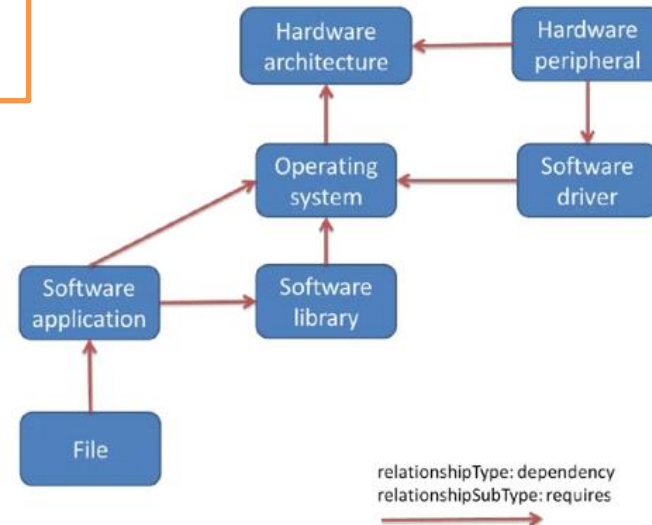 Hardware
architecture
Hardware
peripheral
Operating
system
Software
driver
Software
application
Software
library
File
relationshipType: dependency
relationshipSubType: requires